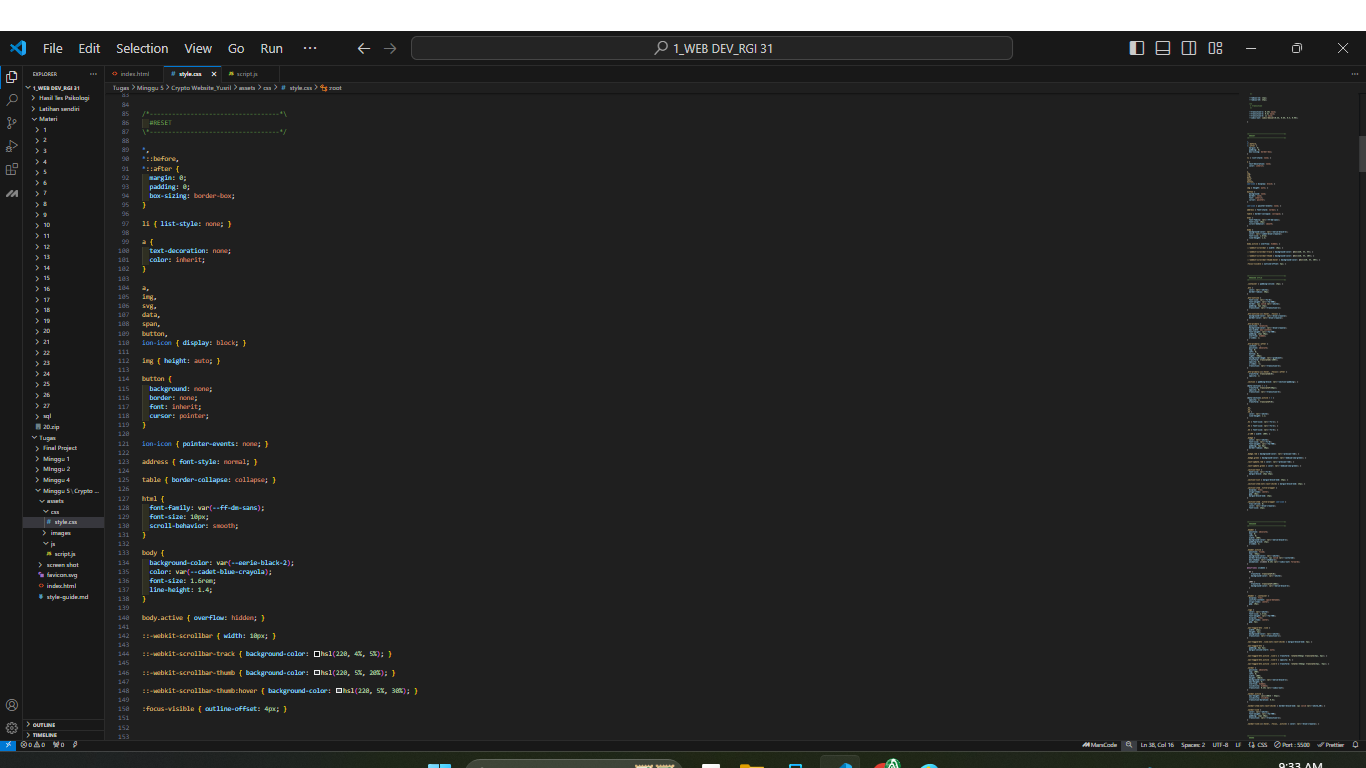 File Edit Selection View Go Run ···
1_WEB DEV_RGI 31
EXPLORER ···
1_WEB DEV_RGI 31
Hasil Tes Psikologi
Latihan sendiri
Materi
1
2
3
4
5
6
7
8
9
10
11
12
13
14
15
16
17
18
19
20
21
22
23
24
25
26
27
sql
20.zip
Tugas
Final Project
Minggu 1
MInggu 2
Minggu 4
Minggu 5 \ Crypto ...
assets
css
style.css
images
js
script.js
screen shot
favicon.svg
index.html
style-guide.md
OUTLINE
TIMELINE
index.html
style.css
script.js
Tugas > Minggu 5 > Crypto Website_Yusril > assets > css > style.css > :root
83
84
85 /*-----------------------------------*\
86 #RESET
87 \*-----------------------------------*/
88
89 *,
90 *::before,
91 *::after {
92 margin: 0;
93 padding: 0;
94 box-sizing: border-box;
95 }
96
97 li { list-style: none; }
98
99 a {
100 text-decoration: none;
101 color: inherit;
102 }
103
104 a,
105 img,
106 svg,
107 data,
108 span,
109 button,
110 ion-icon { display: block; }
111
112 img { height: auto; }
113
114 button {
115 background: none;
116 border: none;
117 font: inherit;
118 cursor: pointer;
119 }
120
121 ion-icon { pointer-events: none; }
122
123 address { font-style: normal; }
124
125 table { border-collapse: collapse; }
126
127 html {
128 font-family: var(--ff-dm-sans);
129 font-size: 10px;
130 scroll-behavior: smooth;
131 }
132
133 body {
134 background-color: var(--eerie-black-2);
135 color: var(--cadet-blue-crayola);
136 font-size: 1.6rem;
137 line-height: 1.4;
138 }
139
140 body.active { overflow: hidden; }
141
142 ::-webkit-scrollbar { width: 10px; }
143
144 ::-webkit-scrollbar-track { background-color: hsl(220, 4%, 5%); }
145
146 ::-webkit-scrollbar-thumb { background-color: hsl(220, 5%, 20%); }
147
148 ::-webkit-scrollbar-thumb:hover { background-color: hsl(220, 5%, 30%); }
149
150 :focus-visible { outline-offset: 4px; }
151
152
153
0 0 0 MarsCode Ln 38, Col 16 Spaces: 2 UTF-8 LF CSS Port : 5500 Prettier
9:33 AM